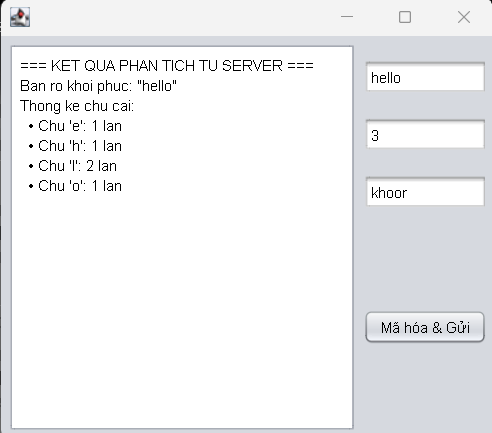 === KET QUA PHAN TICH TU SERVER ===
Ban ro khoi phuc: "hello"
Thong ke chu cai:
• Chu 'e': 1 lan
• Chu 'h': 1 lan
• Chu 'l': 2 lan
• Chu 'o': 1 lan
hello
3
khoor
Mã hóa & Gửi